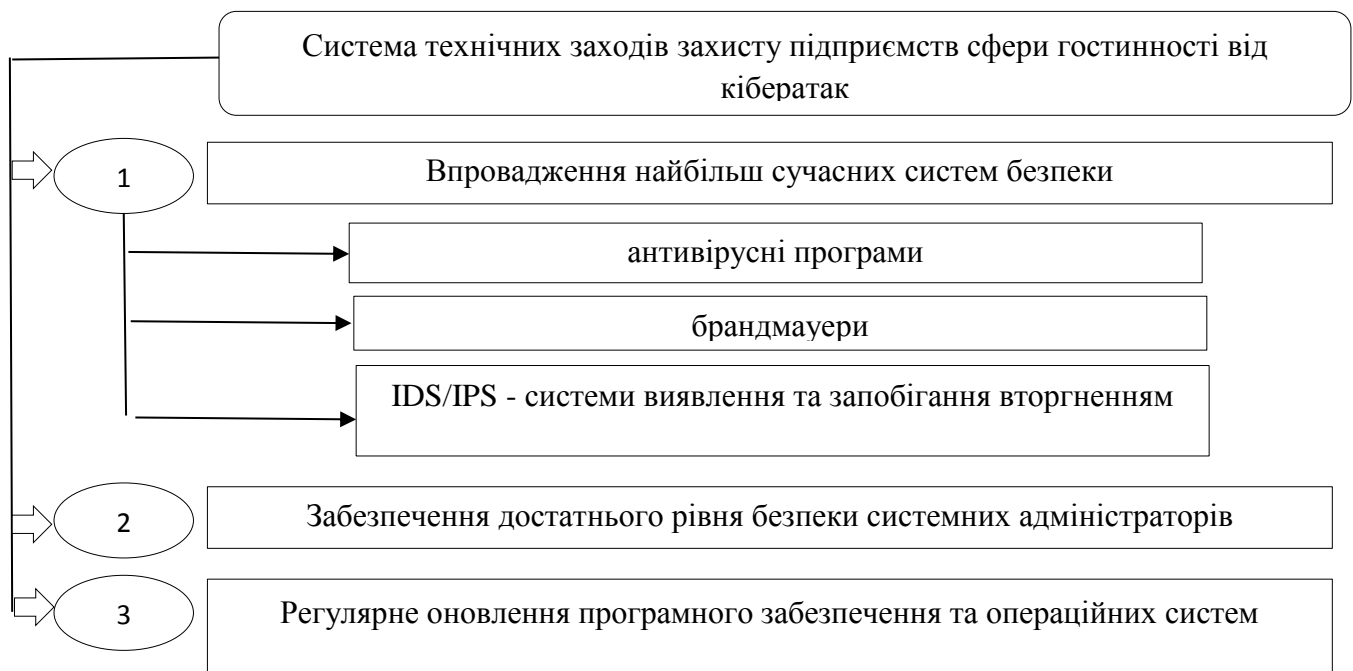 Система технічних заходів захисту підприємств сфери гостинності від
кібератак
1
Впровадження найбільш сучасних систем безпеки
антивірусні програми
брандмауери
IDS/IPS - системи виявлення та запобігання вторгненням
2
Забезпечення достатнього рівня безпеки системних адміністраторів
3
Регулярне оновлення програмного забезпечення та операційних систем